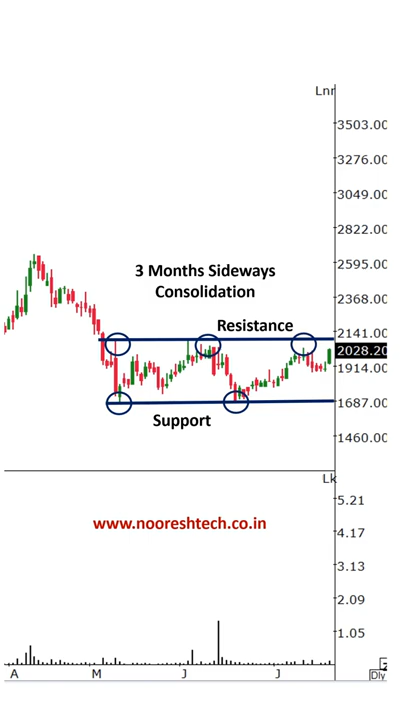 Lnr
3503.00
3276.00
3049.00
2822.00
2595.00
3 Months Sideways
Consolidation
2368.00
Resistance
2141.00
2028.20
1914.00
1687.00
Support
1460.00
Lk
5.21
www.nooreshtech.co.in
4.17
3.13
2.09
1.05
A M J J
Dly